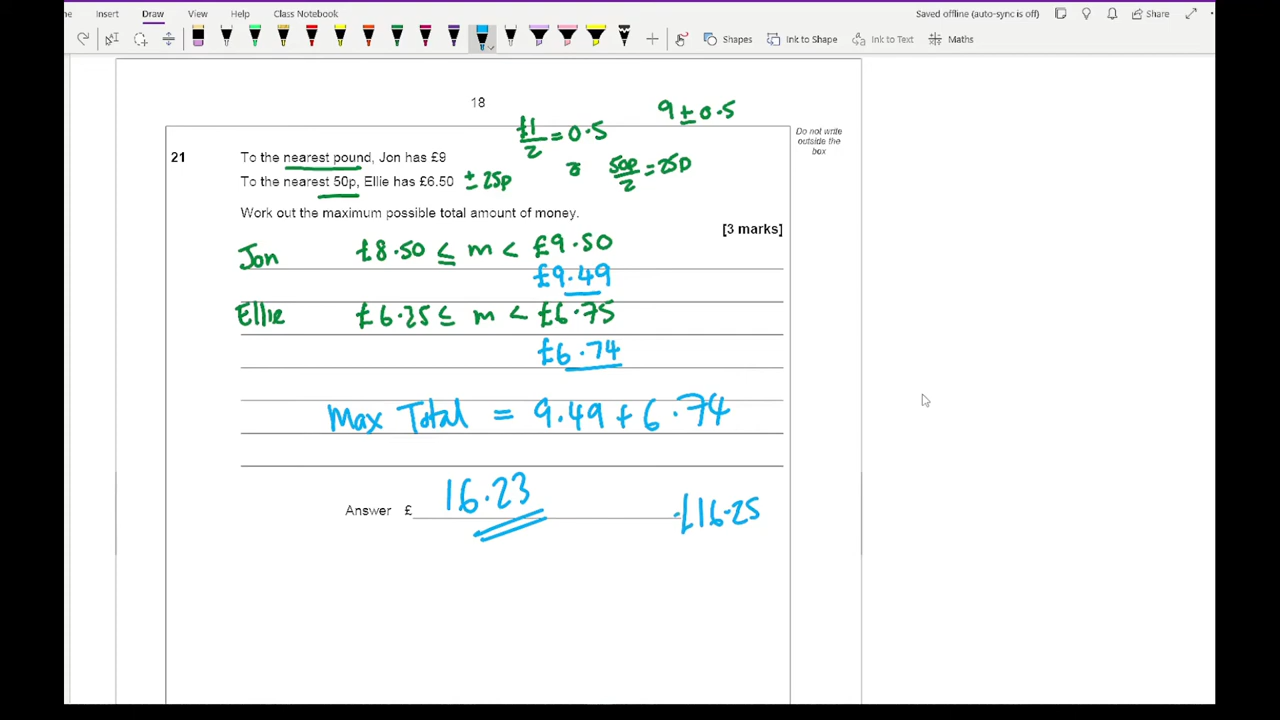 Insert Draw View Help Class Notebook Saved offline (auto-sync is off) Share
Shapes Ink to Shape Ink to Text Maths
18
9 ± 0.5
£1/2 = 0.5
Do not write
outside the
box
21 To the nearest pound, Jon has £9
50p/2 = 25p
To the nearest 50p, Ellie has £6.50 ± 25p
Work out the maximum possible total amount of money.
[3 marks]
Jon £8.50 ≤ m < £9.50
£9.49
Ellie £6.25 ≤ m < £6.75
£6.74
Max Total = 9.49 + 6.74
Answer £ 16.23
£16.25